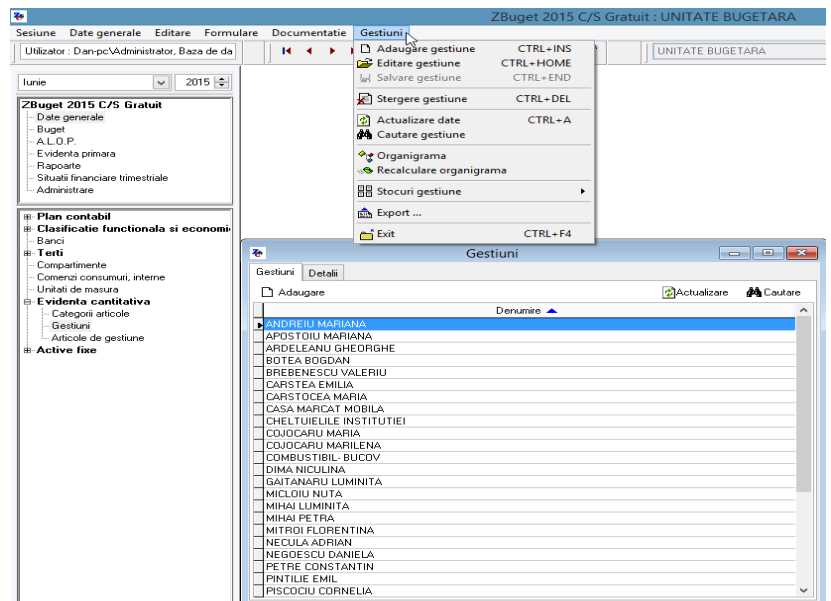 ZBuget 2015 C/S Gratuit : UNITATE BUGETARA
Sesiune Date generale Editare Formulare Documentatie Gestiuni
Utilizator : Dan-pc\Administrator, Baza de da
UNITATE BUGETARA
Adaugare gestiune CTRL+INS
Editare gestiune CTRL+HOME
Salvare gestiune CTRL+END
Stergere gestiune CTRL+DEL
Actualizare date CTRL+A
Cautare gestiune
Organigrama
Recalculare organigrama
Stocuri gestiune
Export ...
Exit CTRL+F4
Iunie 2015
ZBuget 2015 C/S Gratuit
Date generale
Buget
A.L.O.P.
Evidenta primara
Rapoarte
Situatii financiare trimestriale
Administrare
Plan contabil
Clasificatie functionala si economi
Banci
Terti
Compartimente
Comenzi consumuri, interne
Unitati de masura
Evidenta cantitativa
Categorii articole
Gestiuni
Articole de gestiune
Active fixe
Gestiuni
Gestiuni Detalii
Adaugare Actualizare Cautare
Denumire
ANDREIU MARIANA
APOSTOIU MARIANA
ARDELEANU GHEORGHE
BOTEA BOGDAN
BREBENESCU VALERIU
CARSTEA EMILIA
CARSTOCEA MARIA
CASA MARCAT MOBILA
CHELTUIELILE INSTITUTIEI
COJOCARU MARIA
COJOCARU MARILENA
COMBUSTIBIL- BUCOV
DIMA NICULINA
GAITANARU LUMINITA
MICLOIU NUTA
MIHAI LUMINITA
MIHAI PETRA
MITROI FLORENTINA
NECULA ADRIAN
NEGOESCU DANIELA
PETRE CONSTANTIN
PINTILIE EMIL
PISCOCIU CORNELIA